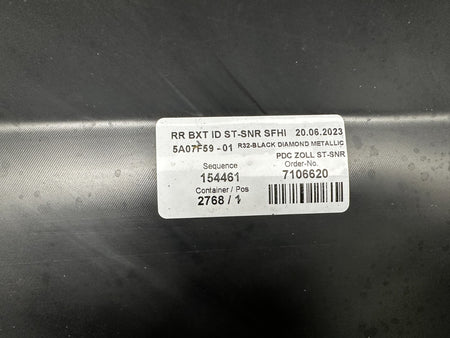 RR BXT ID ST-SNR SFHI 20.06.2023
5A07F59 - 01 R32-BLACK DIAMOND METALLIC
PDC ZOLL ST-SNR
Sequence Order-No.
154461 7106620
Container / Pos
2768 / 1